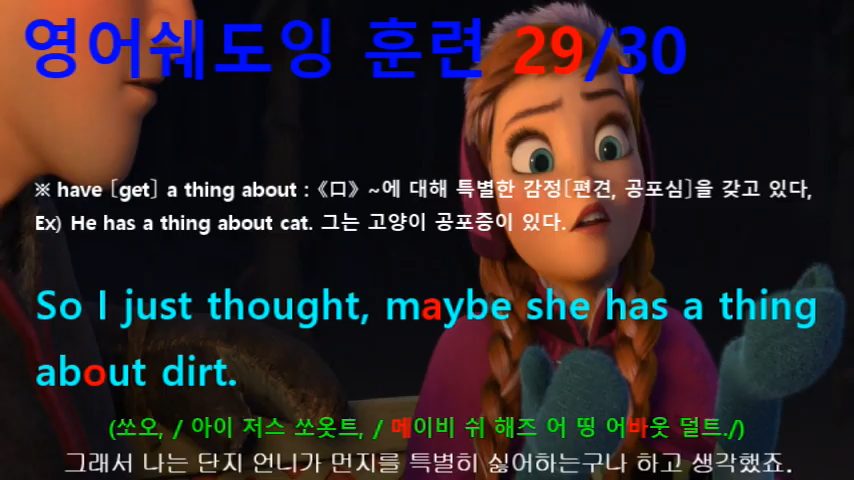 영어쉐도잉 훈련 29/30
※ have [get] a thing about : 《口》 ~에 대해 특별한 감정[편견, 공포심]을 갖고 있다,
Ex) He has a thing about cat. 그는 고양이 공포증이 있다.
So I just thought, maybe she has a thing
about dirt.
(쏘오, / 아이 저스 쏘옷트, / 메이비 쉬 해즈 어 띵 어바웃 덜트./)
그래서 나는 단지 언니가 먼지를 특별히 싫어하는구나 하고 생각했죠.